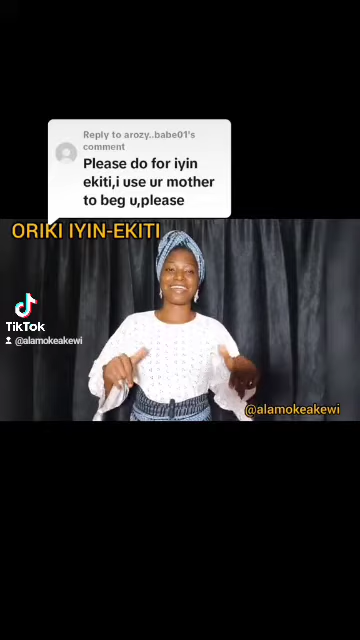 Reply to arozy..babe01's
comment
Please do for iyin
ekiti,i use ur mother
to beg u,please
ORIKI IYIN-EKITI
TikTok
@alamokeakewi
@alamokeakewi